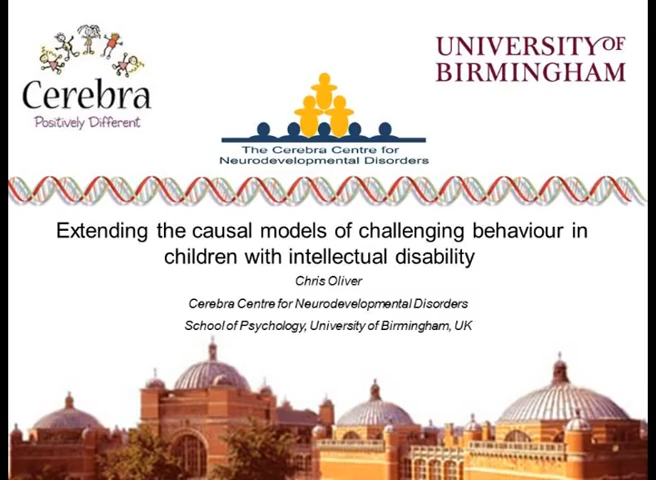 Cerebra
Positively Different
UNIVERSITY OF
BIRMINGHAM
The Cerebra Centre for
Neurodevelopmental Disorders
Extending the causal models of challenging behaviour in
children with intellectual disability
Chris Oliver
Cerebra Centre for Neurodevelopmental Disorders
School of Psychology, University of Birmingham, UK